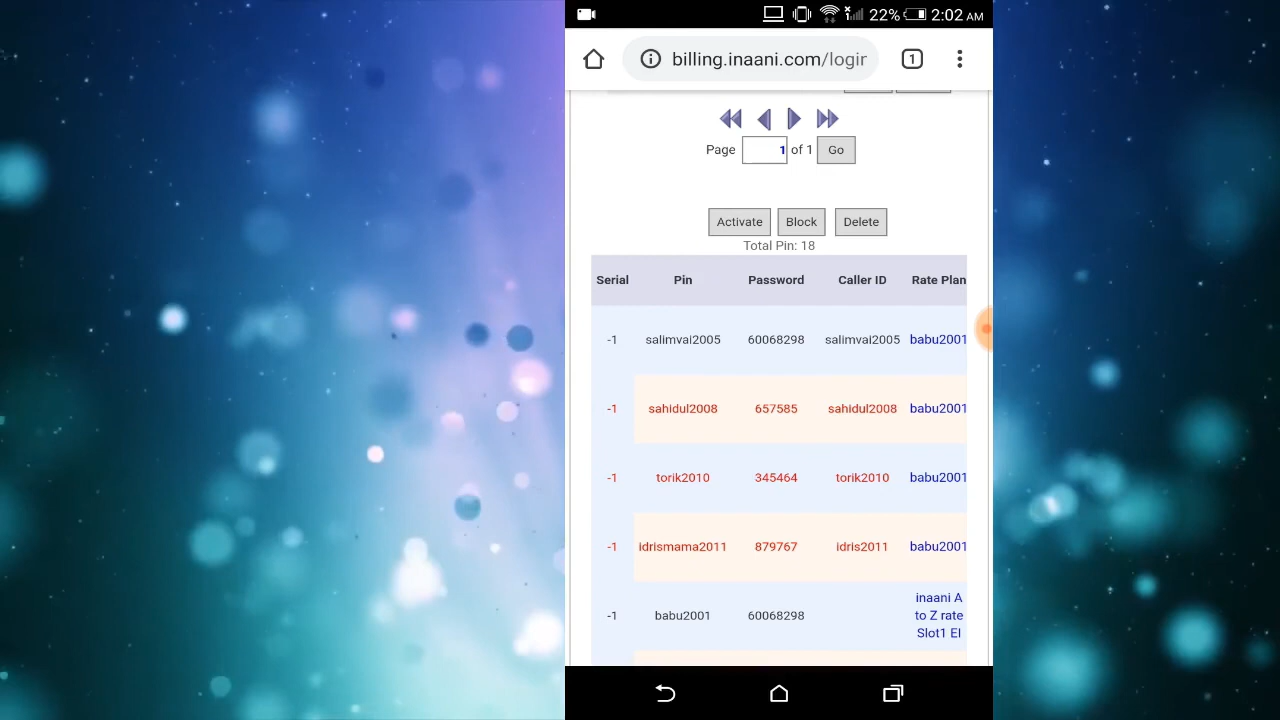 22% 2:02 AM
billing.inaani.com/login
1
Page 1 of 1 Go
Activate Block Delete
Total Pin: 18
Serial Pin Password Caller ID Rate Plan
-1 salimvai2005 60068298 salimvai2005 babu2001
-1 sahidul2008 657585 sahidul2008 babu2001
-1 torik2010 345464 torik2010 babu2001
-1 idrismama2011 879767 idris2011 babu2001
-1 babu2001 60068298 inaani A
to Z rate
Slot1 El